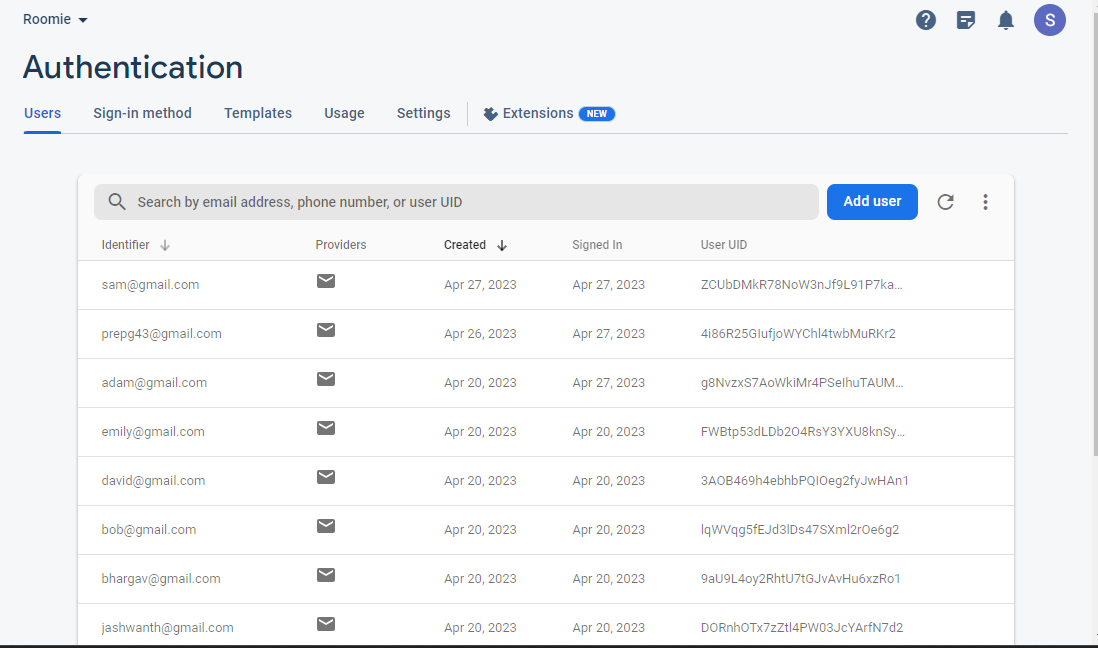 Roomie
S
Authentication
Users Sign-in method Templates Usage Settings Extensions NEW
Search by email address, phone number, or user UID Add user
Identifier Providers Created Signed In User UID
sam@gmail.com Apr 27, 2023 Apr 27, 2023 ZCUbDMkR78NoW3nJf9L91P7ka...
prepg43@gmail.com Apr 26, 2023 Apr 27, 2023 4i86R25GIufjoWYChl4twbMuRKr2
adam@gmail.com Apr 20, 2023 Apr 27, 2023 g8NvzxS7AoWkiMr4PSeIhuTAUM...
emily@gmail.com Apr 20, 2023 Apr 20, 2023 FWBtp53dLDb2O4RsY3YXU8knSy...
david@gmail.com Apr 20, 2023 Apr 20, 2023 3AOB469h4ebhbPQIOeg2fyJwHAn1
bob@gmail.com Apr 20, 2023 Apr 20, 2023 lqWVqg5fEJd3lDs47SXml2rOe6g2
bhargav@gmail.com Apr 20, 2023 Apr 20, 2023 9aU9L4oy2RhtU7tGJvAvHu6xzRo1
jashwanth@gmail.com Apr 20, 2023 Apr 20, 2023 DORnhOTx7zZtl4PW03JcYArfN7d2